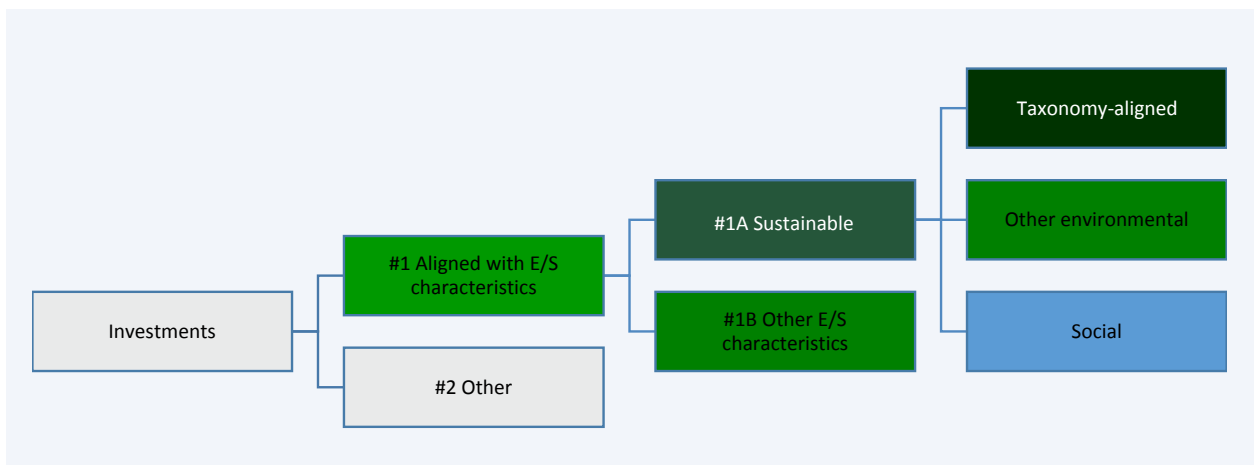 Investments
#1 Aligned with E/S
characteristics
#2 Other
#1A Sustainable
#1B Other E/S
characteristics
Taxonomy-aligned
Other environmental
Social